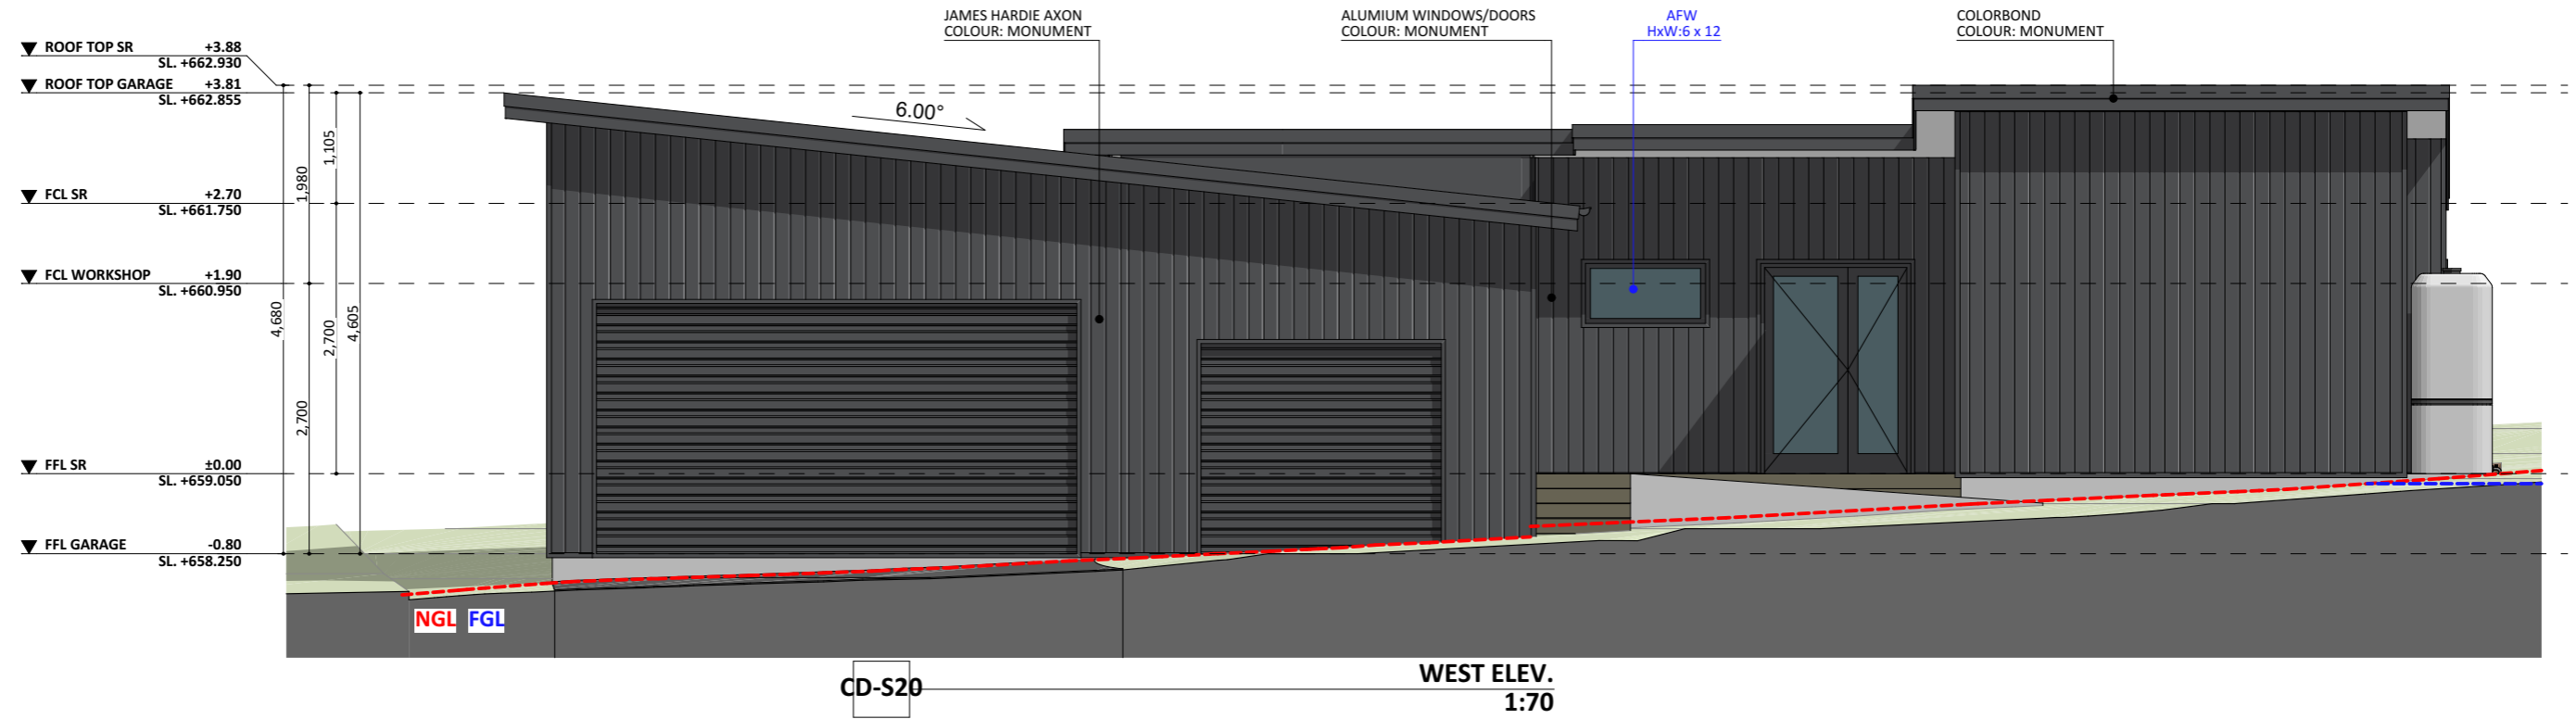 JAMES HARDIE AXON
COLOUR: MONUMENT
ALUMIUM WINDOWS/DOORS
COLOUR: MONUMENT
AFW
HxW:6 x 12
COLORBOND
COLOUR: MONUMENT
ROOF TOP SR +3.88
SL. +662.930
ROOF TOP GARAGE +3.81
SL. +662.855
6.00°
1,105
1,980
FCL SR +2.70
SL. +661.750
FCL WORKSHOP +1.90
SL. +660.950
4,680
2,700
4,605
2,700
FFL SR ±0.00
SL. +659.050
FFL GARAGE -0.80
SL. +658.250
NGL FGL
CD-S20
WEST ELEV.
1:70